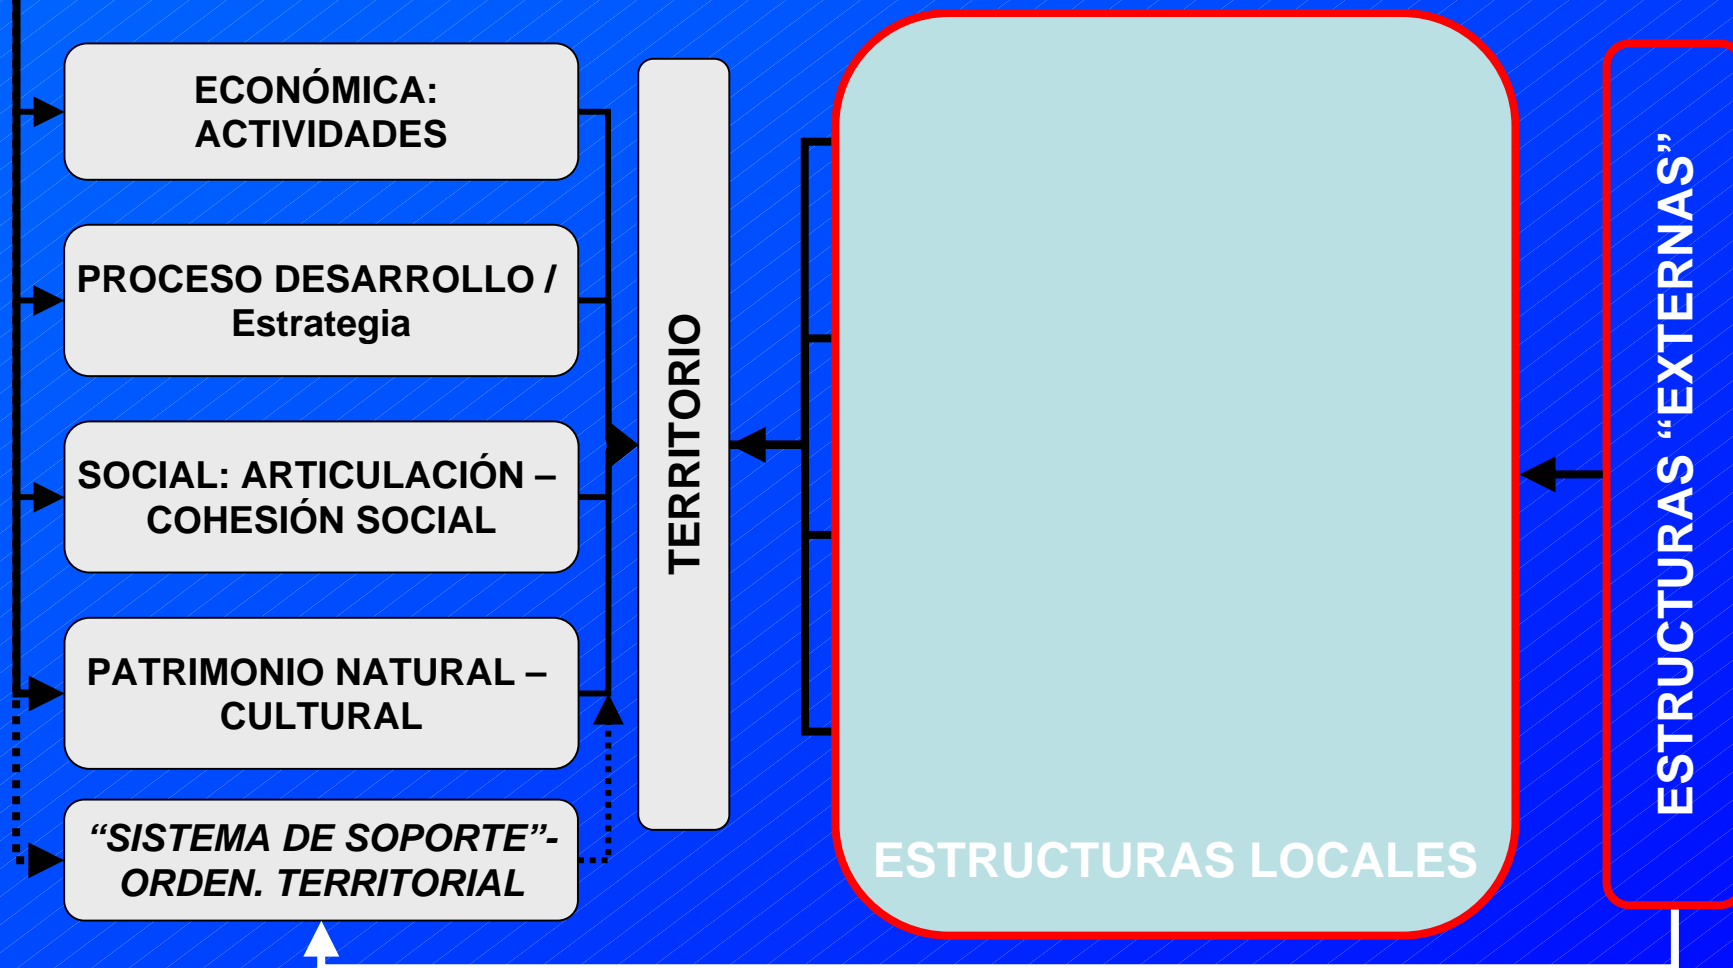 ECONÓMICA:
ACTIVIDADES
PROCESO DESARROLLO /
Estrategia
SOCIAL: ARTICULACIÓN –
COHESIÓN SOCIAL
PATRIMONIO NATURAL –
CULTURAL
“SISTEMA DE SOPORTE”-
ORDEN. TERRITORIAL
TERRITORIO
ESTRUCTURAS LOCALES
ESTRUCTURAS “EXTERNAS”